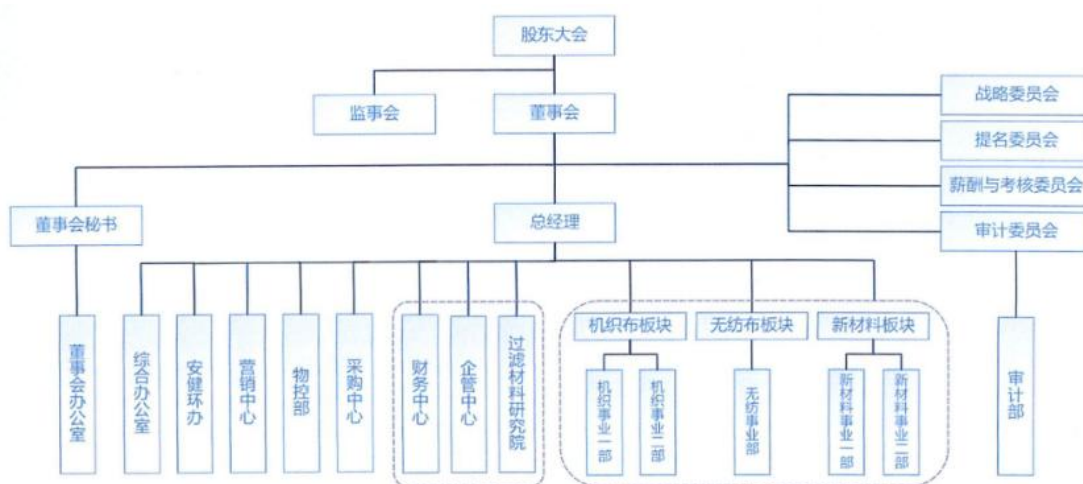 股东大会
监事会
董事会
战略委员会
提名委员会
薪酬与考核委员会
审计委员会
董事会秘书
总经理
董事会办公室
综合办公室
安健环办
营销中心
物控部
采购中心
财务中心
企管中心
过滤材料研究院
机织布板块
无纺布板块
新材料板块
机织事业一部
机织事业二部
无纺事业部
新材料事业一部
新材料事业二部
审计部